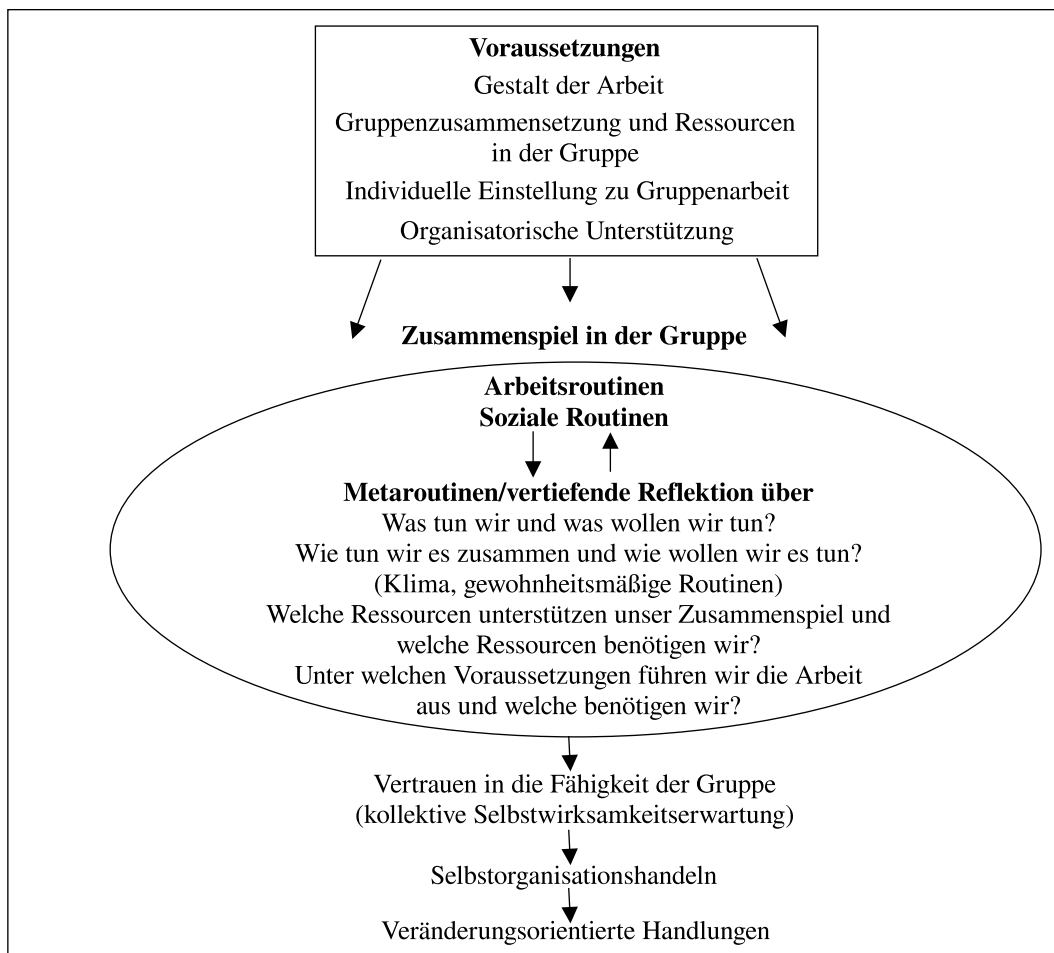 Voraussetzungen
Gestalt der Arbeit
Gruppenzusammensetzung und Ressourcen
in der Gruppe
Individuelle Einstellung zu Gruppenarbeit
Organisatorische Unterstützung
Zusammenspiel in der Gruppe
Arbeitsroutinen
Soziale Routinen
Metaroutinen/vertiefende Reflektion über
Was tun wir und was wollen wir tun?
Wie tun wir es zusammen und wie wollen wir es tun?
(Klima, gewohnheitsmäßige Routinen)
Welche Ressourcen unterstützen unser Zusammenspiel und
welche Ressourcen benötigen wir?
Unter welchen Voraussetzungen führen wir die Arbeit
aus und welche benötigen wir?
Vertrauen in die Fähigkeit der Gruppe
(kollektive Selbstwirksamkeitserwartung)
Selbstorganisationshandeln
Veränderungsorientierte Handlungen